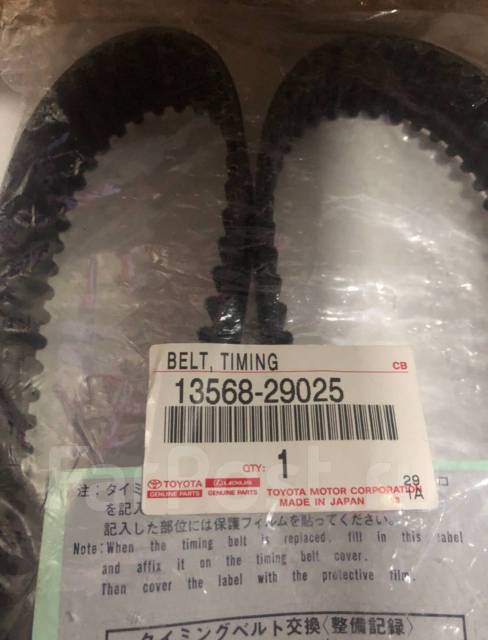 BELT, TIMING
CB
13568-29025
QTY: 1
TOYOTA
GENUINE PARTS
LEXUS
GENUINE PARTS
TOYOTA MOTOR CORPORATION
MADE IN JAPAN
29
1A
注：タイミ
を記入
記入した部位には保護フィルムを貼ってください。
Note:When the timing belt is replaced, fill in this label
and affix it on the timing belt cover.
Then cover the label with the protective film.
タイミングベルト交換〈整備記録〉